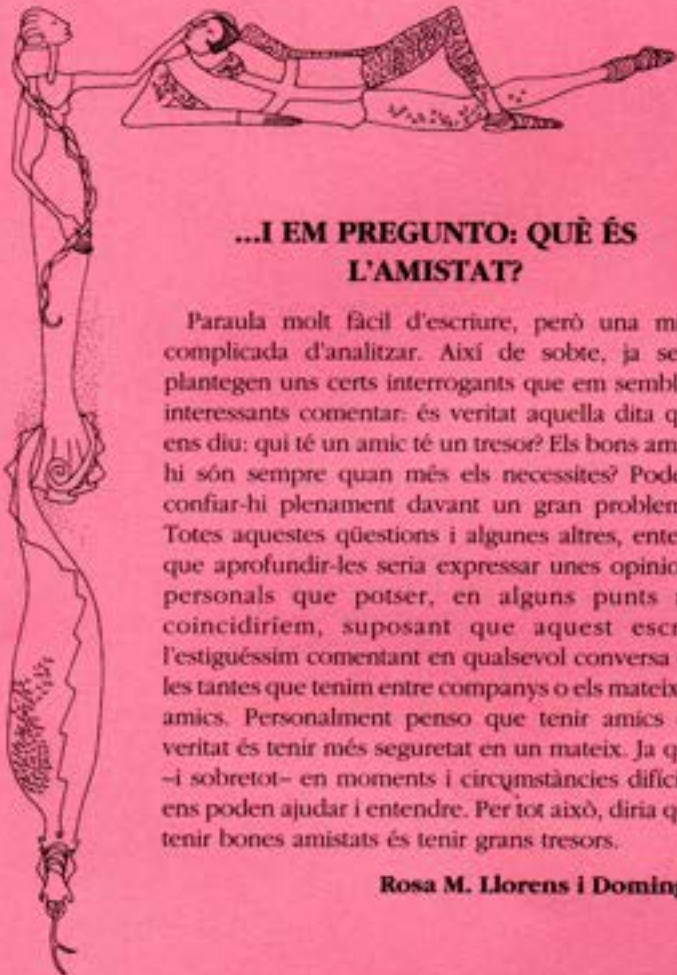 ...I EM PREGUNTO: QUÈ ÉS
L'AMISTAT?
Paraula molt fàcil d'escriure, però una m
complicada d'analitzar. Així de sobte, ja se
plantegen uns certs interrogants que em sembl
interessants comentar: és veritat aquella dita q
ens diu: qui té un amic té un tresor? Els bons am
hi són sempre quan més els necessites? Pode
confiar-hi plenament davant un gran problem
Totes aquestes qüestions i algunes altres, ente
que aprofundir-les seria expressar unes opinio
personals que potser, en alguns punts
coincidiríem, suposant que aquest escr
l'estiguéssim comentant en qualsevol conversa
les tantes que tenim entre companys o els mateix
amics. Personalment penso que tenir amics
veritat és tenir més seguretat en un mateix. Ja q
–i sobretot– en moments i circumstàncies difíci
ens poden ajudar i entendre. Per tot això, diria q
tenir bones amistats és tenir grans tresors.
Rosa M. Llorens i Doming